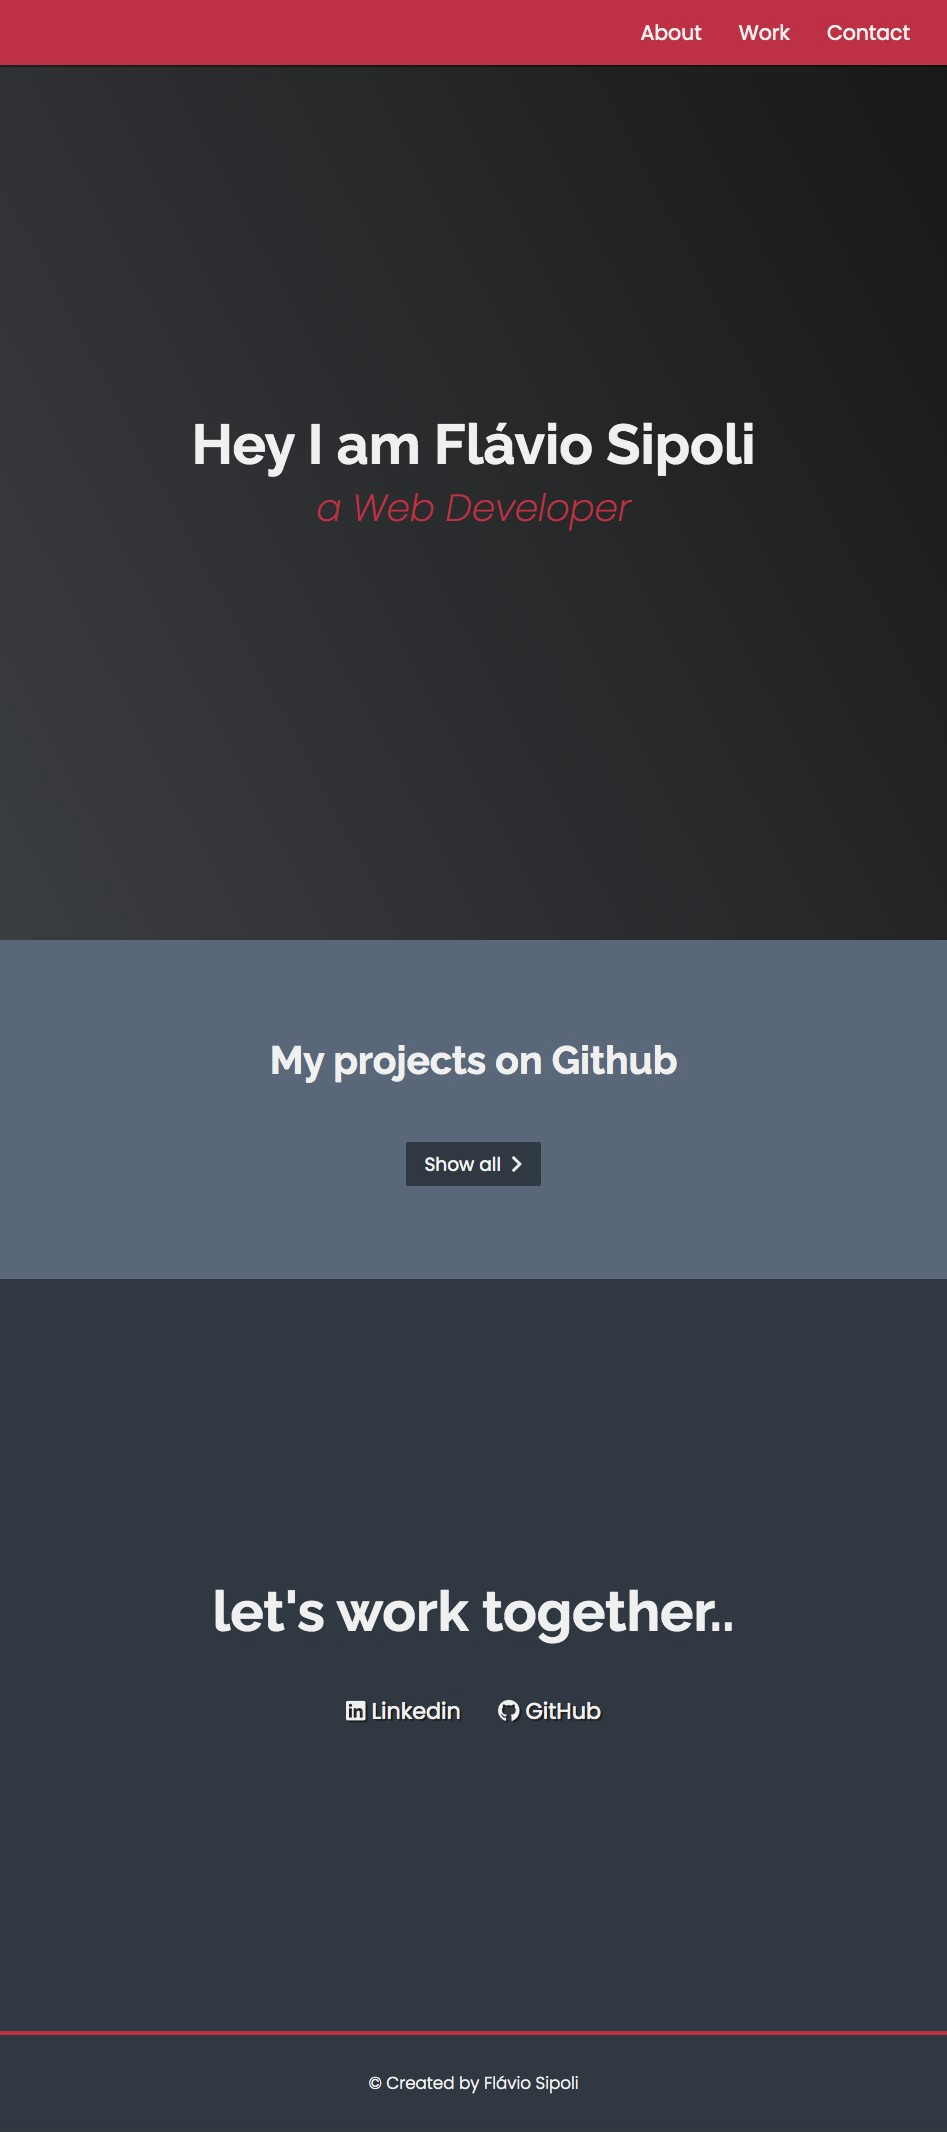 About Work Contact
Hey I am Flávio Sipoli
a Web Developer
My projects on Github
Show all
let's work together..
Linkedin GitHub
© Created by Flávio Sipoli